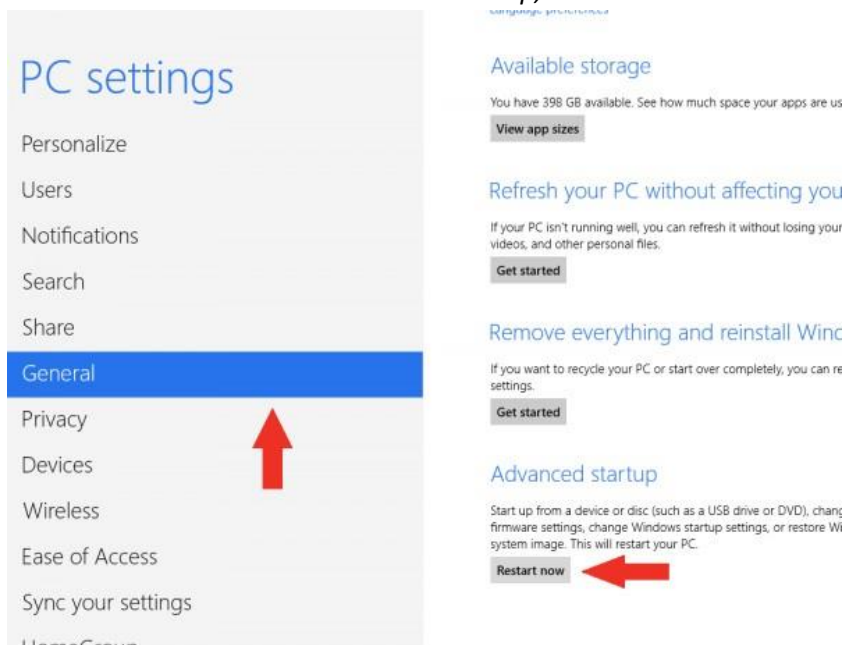 PC settings
Personalize
Users
Notifications
Search
Share
General
Privacy
Devices
Wireless
Ease of Access
Sync your settings
HomeGroup
language preferences
Available storage
You have 398 GB available. See how much space your apps are us
View app sizes
Refresh your PC without affecting you
If your PC isn't running well, you can refresh it without losing your
videos, and other personal files.
Get started
Remove everything and reinstall Wind
If you want to recycle your PC or start over completely, you can re
settings.
Get started
Advanced startup
Start up from a device or disc (such as a USB drive or DVD), chang
firmware settings, change Windows startup settings, or restore Wi
system image. This will restart your PC.
Restart now